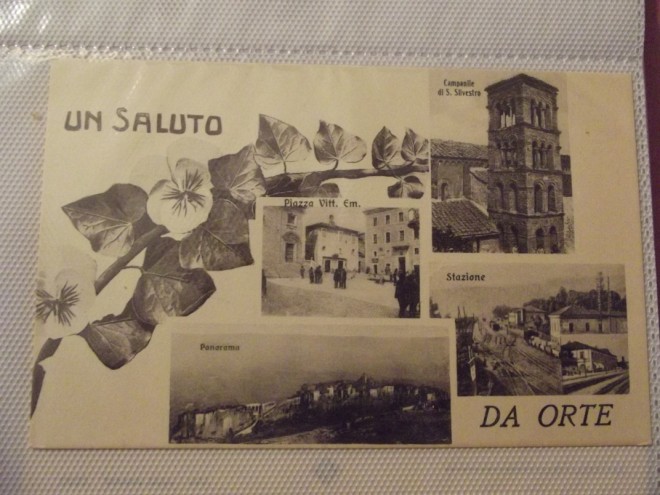 UN SALUTO
Campanile
di S. Silvestro
Piazza Vitt. Em.
Stazione
Panorama
DA ORTE